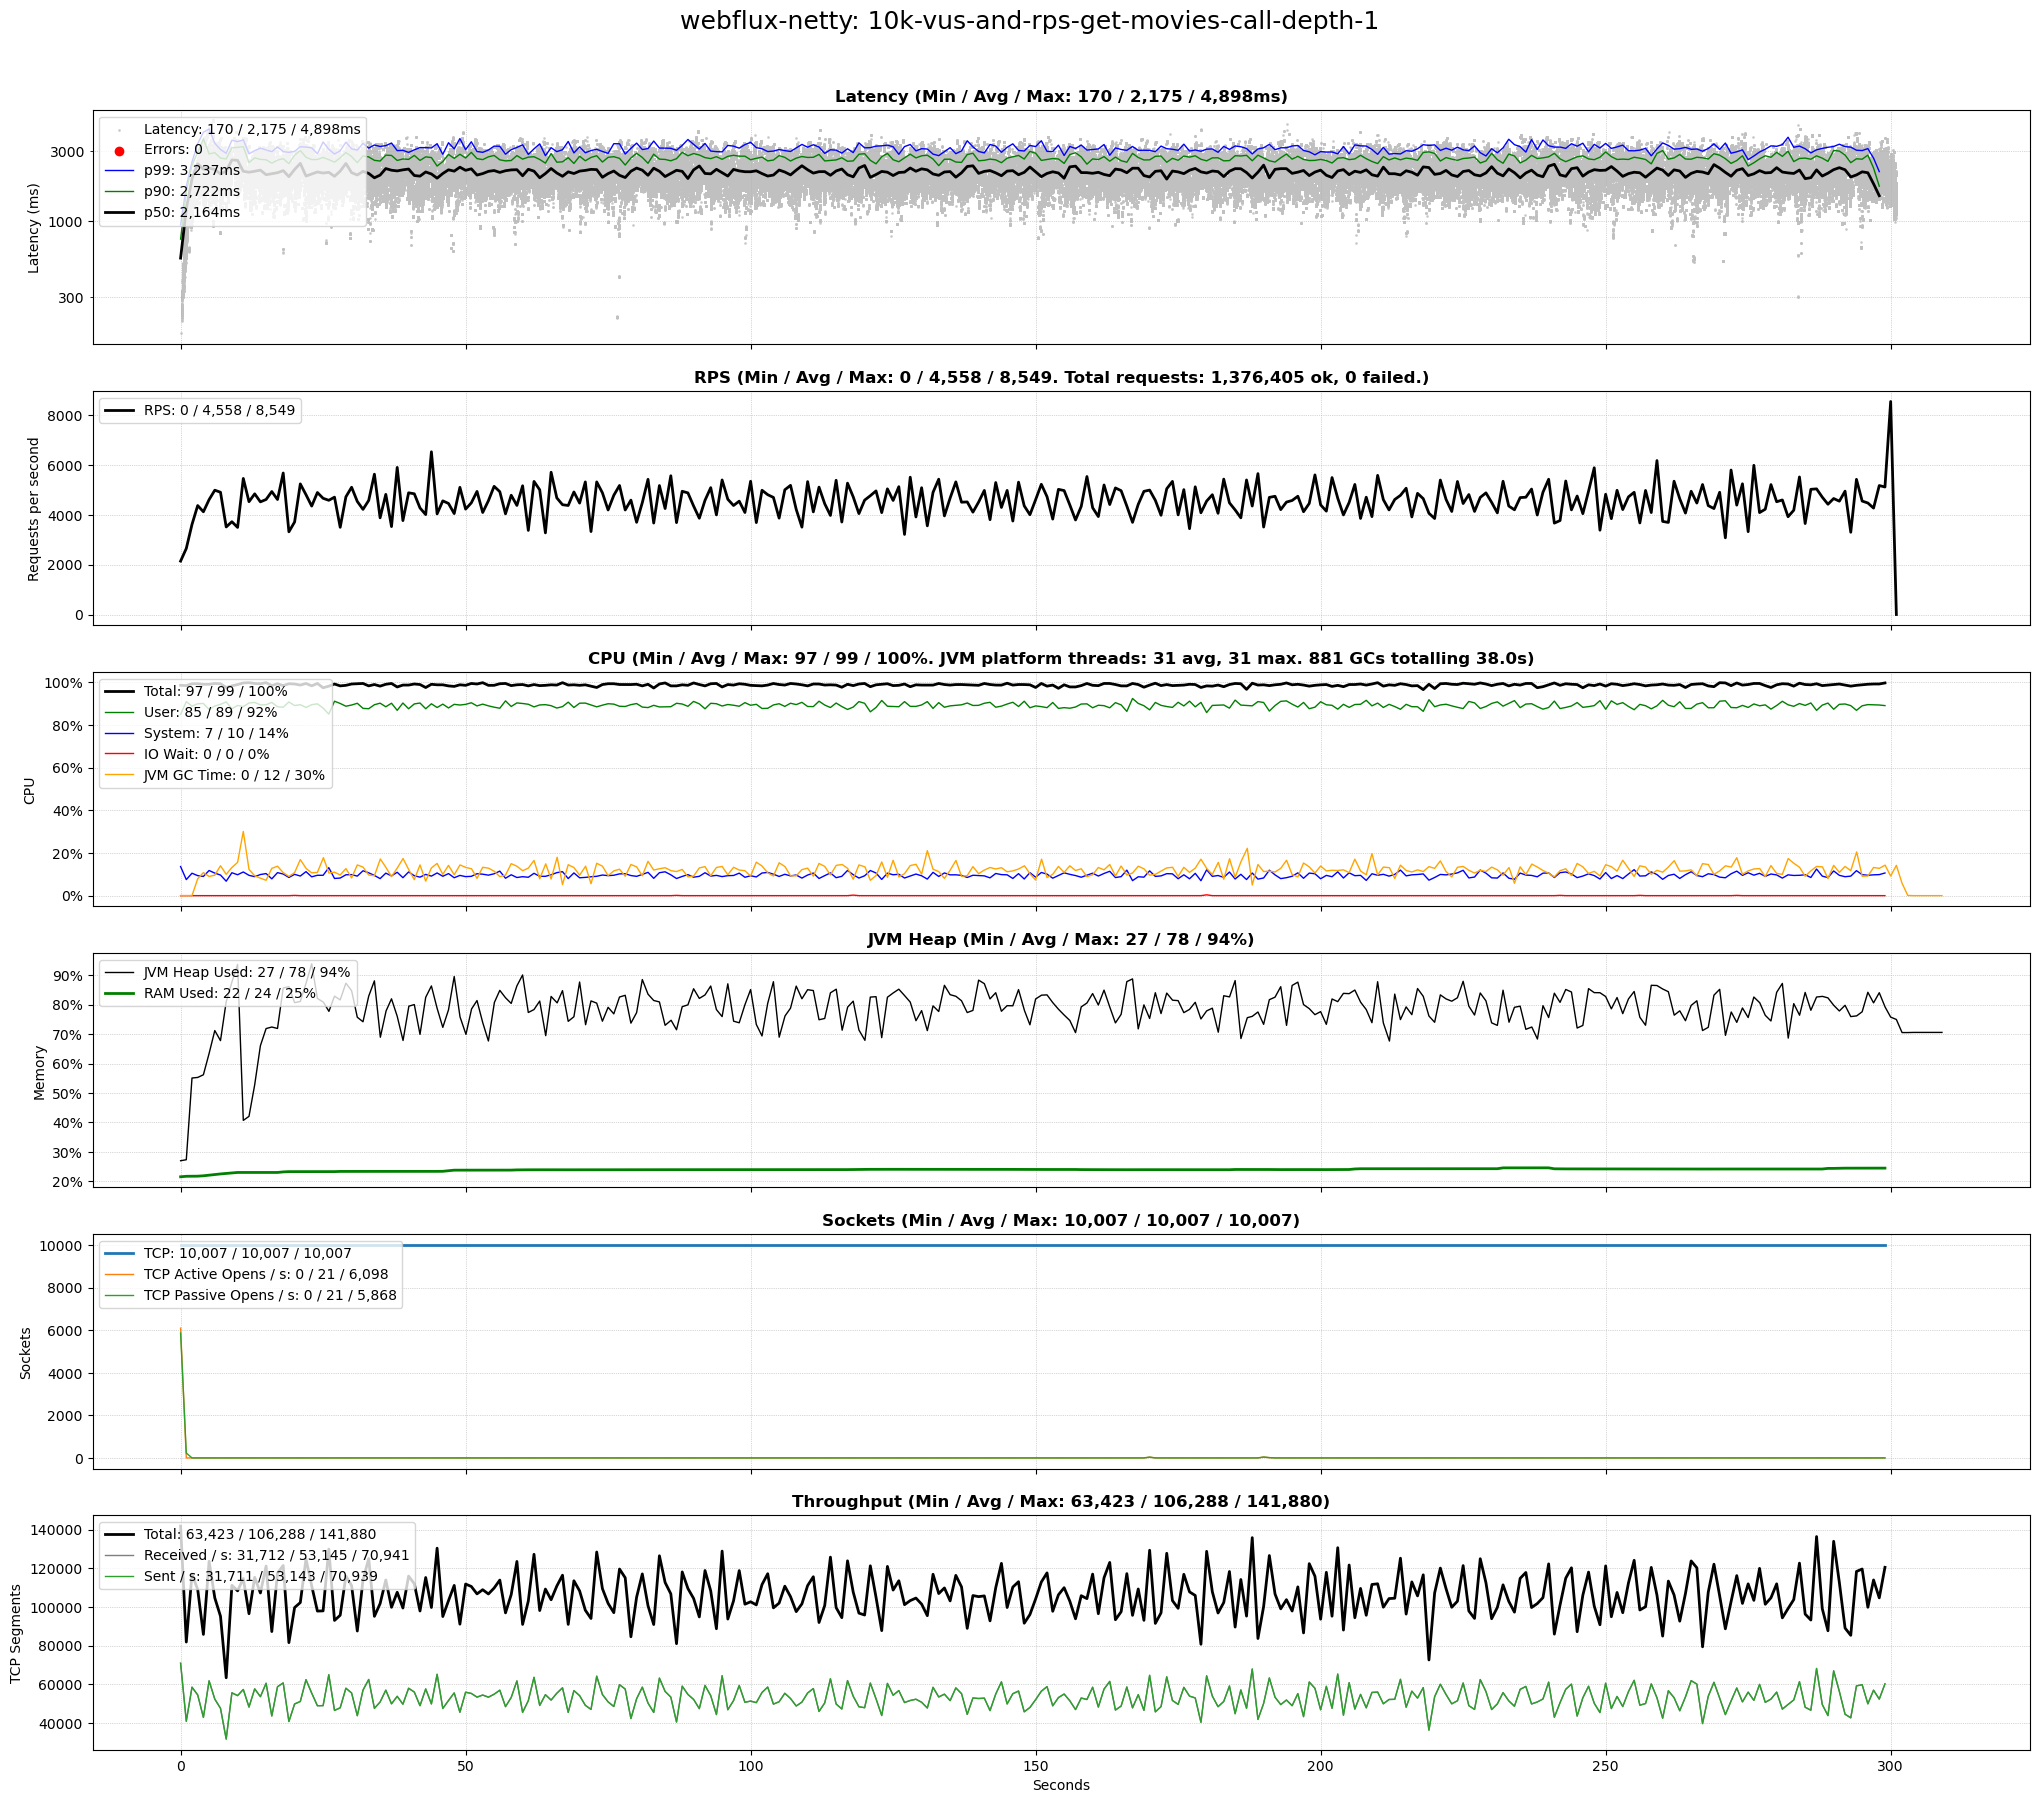 webflux-netty: 10k-vus-and-rps-get-movies-call-depth-1
Latency (Min / Avg / Max: 170 / 2,175 / 4,898ms)
Latency: 170 / 2,175 / 4,898ms
Errors: 0
p99: 3,237ms
p90: 2,722ms
p50: 2,164ms
3000
1000
300
Latency (ms)
RPS (Min / Avg / Max: 0 / 4,558 / 8,549. Total requests: 1,376,405 ok, 0 failed.)
RPS: 0 / 4,558 / 8,549
8000
6000
4000
2000
0
Requests per second
CPU (Min / Avg / Max: 97 / 99 / 100%. JVM platform threads: 31 avg, 31 max. 881 GCs totalling 38.0s)
Total: 97 / 99 / 100%
User: 85 / 89 / 92%
System: 7 / 10 / 14%
IO Wait: 0 / 0 / 0%
JVM GC Time: 0 / 12 / 30%
100%
80%
60%
40%
20%
0%
CPU
JVM Heap (Min / Avg / Max: 27 / 78 / 94%)
JVM Heap Used: 27 / 78 / 94%
RAM Used: 22 / 24 / 25%
90%
80%
70%
60%
50%
40%
30%
20%
Memory
Sockets (Min / Avg / Max: 10,007 / 10,007 / 10,007)
TCP: 10,007 / 10,007 / 10,007
TCP Active Opens / s: 0 / 21 / 6,098
TCP Passive Opens / s: 0 / 21 / 5,868
10000
8000
6000
4000
2000
0
Sockets
Throughput (Min / Avg / Max: 63,423 / 106,288 / 141,880)
Total: 63,423 / 106,288 / 141,880
Received / s: 31,712 / 53,145 / 70,941
Sent / s: 31,711 / 53,143 / 70,939
140000
120000
100000
80000
60000
40000
TCP Segments
0 50 100 150 200 250 300
Seconds